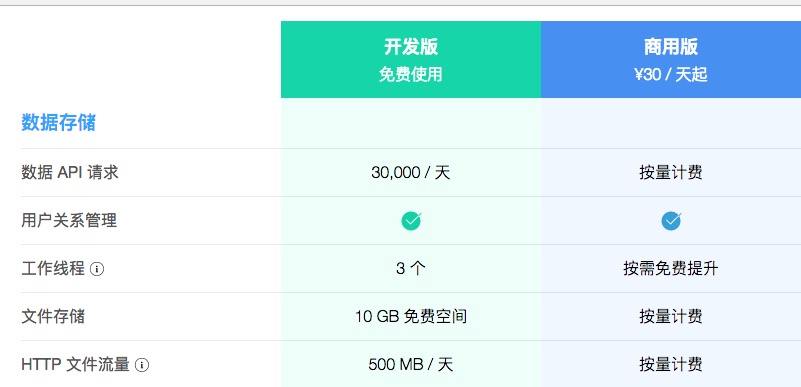 开发版 商用版
免费使用 ¥30 / 天起
数据存储
数据 API 请求 30,000 / 天 按量计费
用户关系管理
工作线程 3 个 按需免费提升
文件存储 10 GB 免费空间 按量计费
HTTP 文件流量 500 MB / 天 按量计费